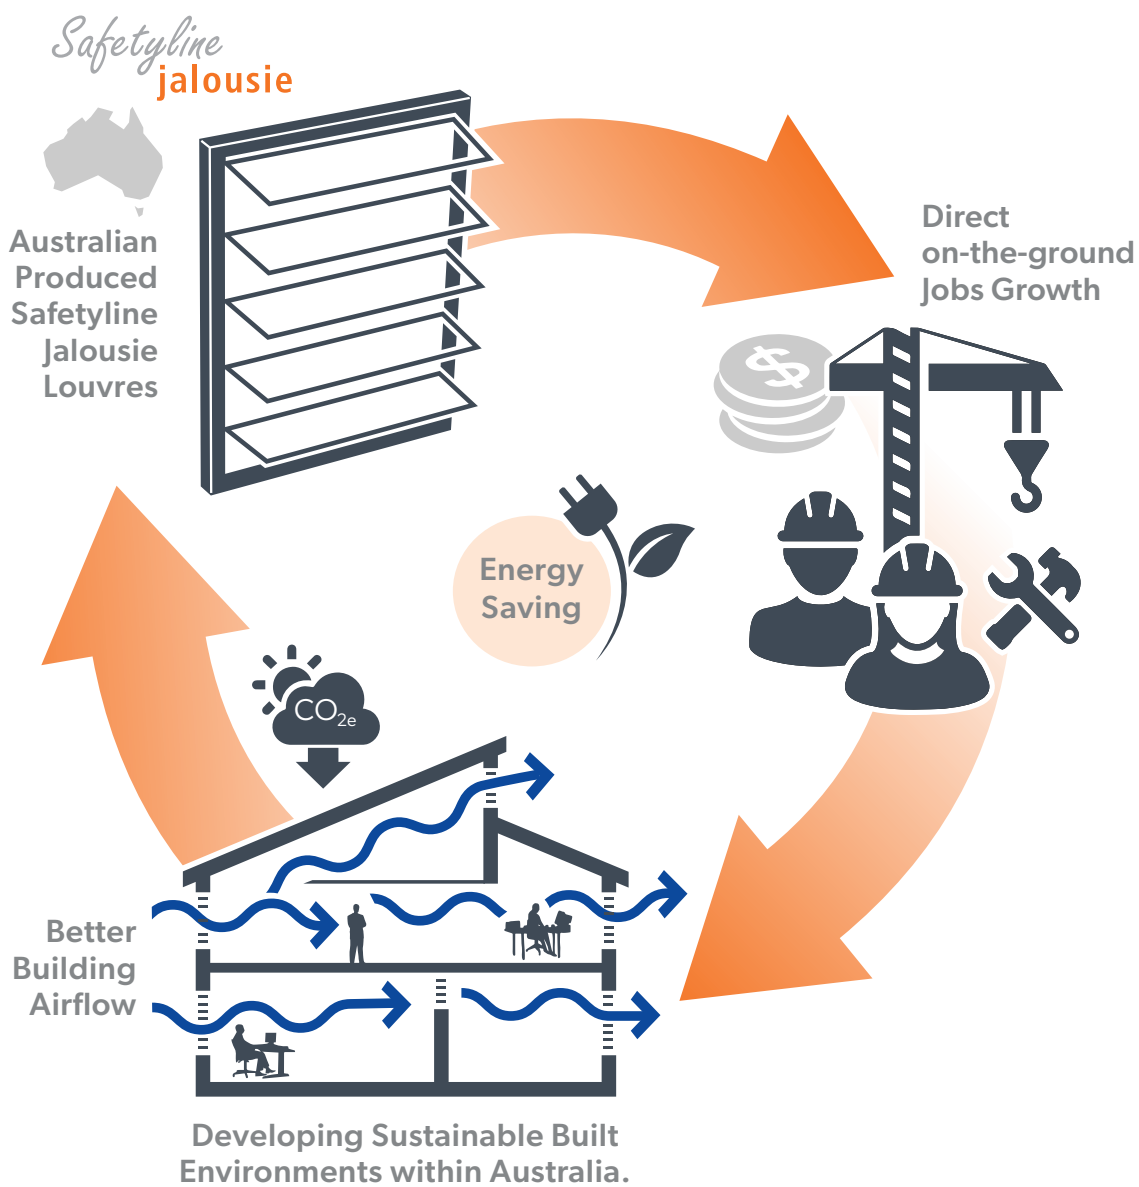 Safetyline
jalousie
Australian
Produced
Safetyline
Jalousie
Louvres
Direct
on-the-ground
Jobs Growth
$
Energy
Saving
CO2e
Better
Building
Airflow
Developing Sustainable Built
Environments within Australia.